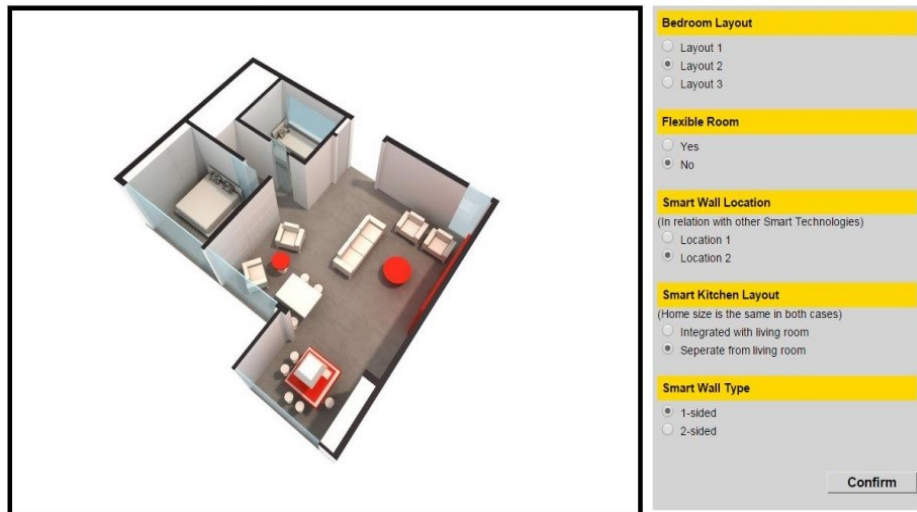 Bedroom Layout
Layout 1
Layout 2
Layout 3
Flexible Room
Yes
No
Smart Wall Location
(In relation with other Smart Technologies)
Location 1
Location 2
Smart Kitchen Layout
(Home size is the same in both cases)
Integrated with living room
Seperate from living room
Smart Wall Type
1-sided
2-sided
Confirm